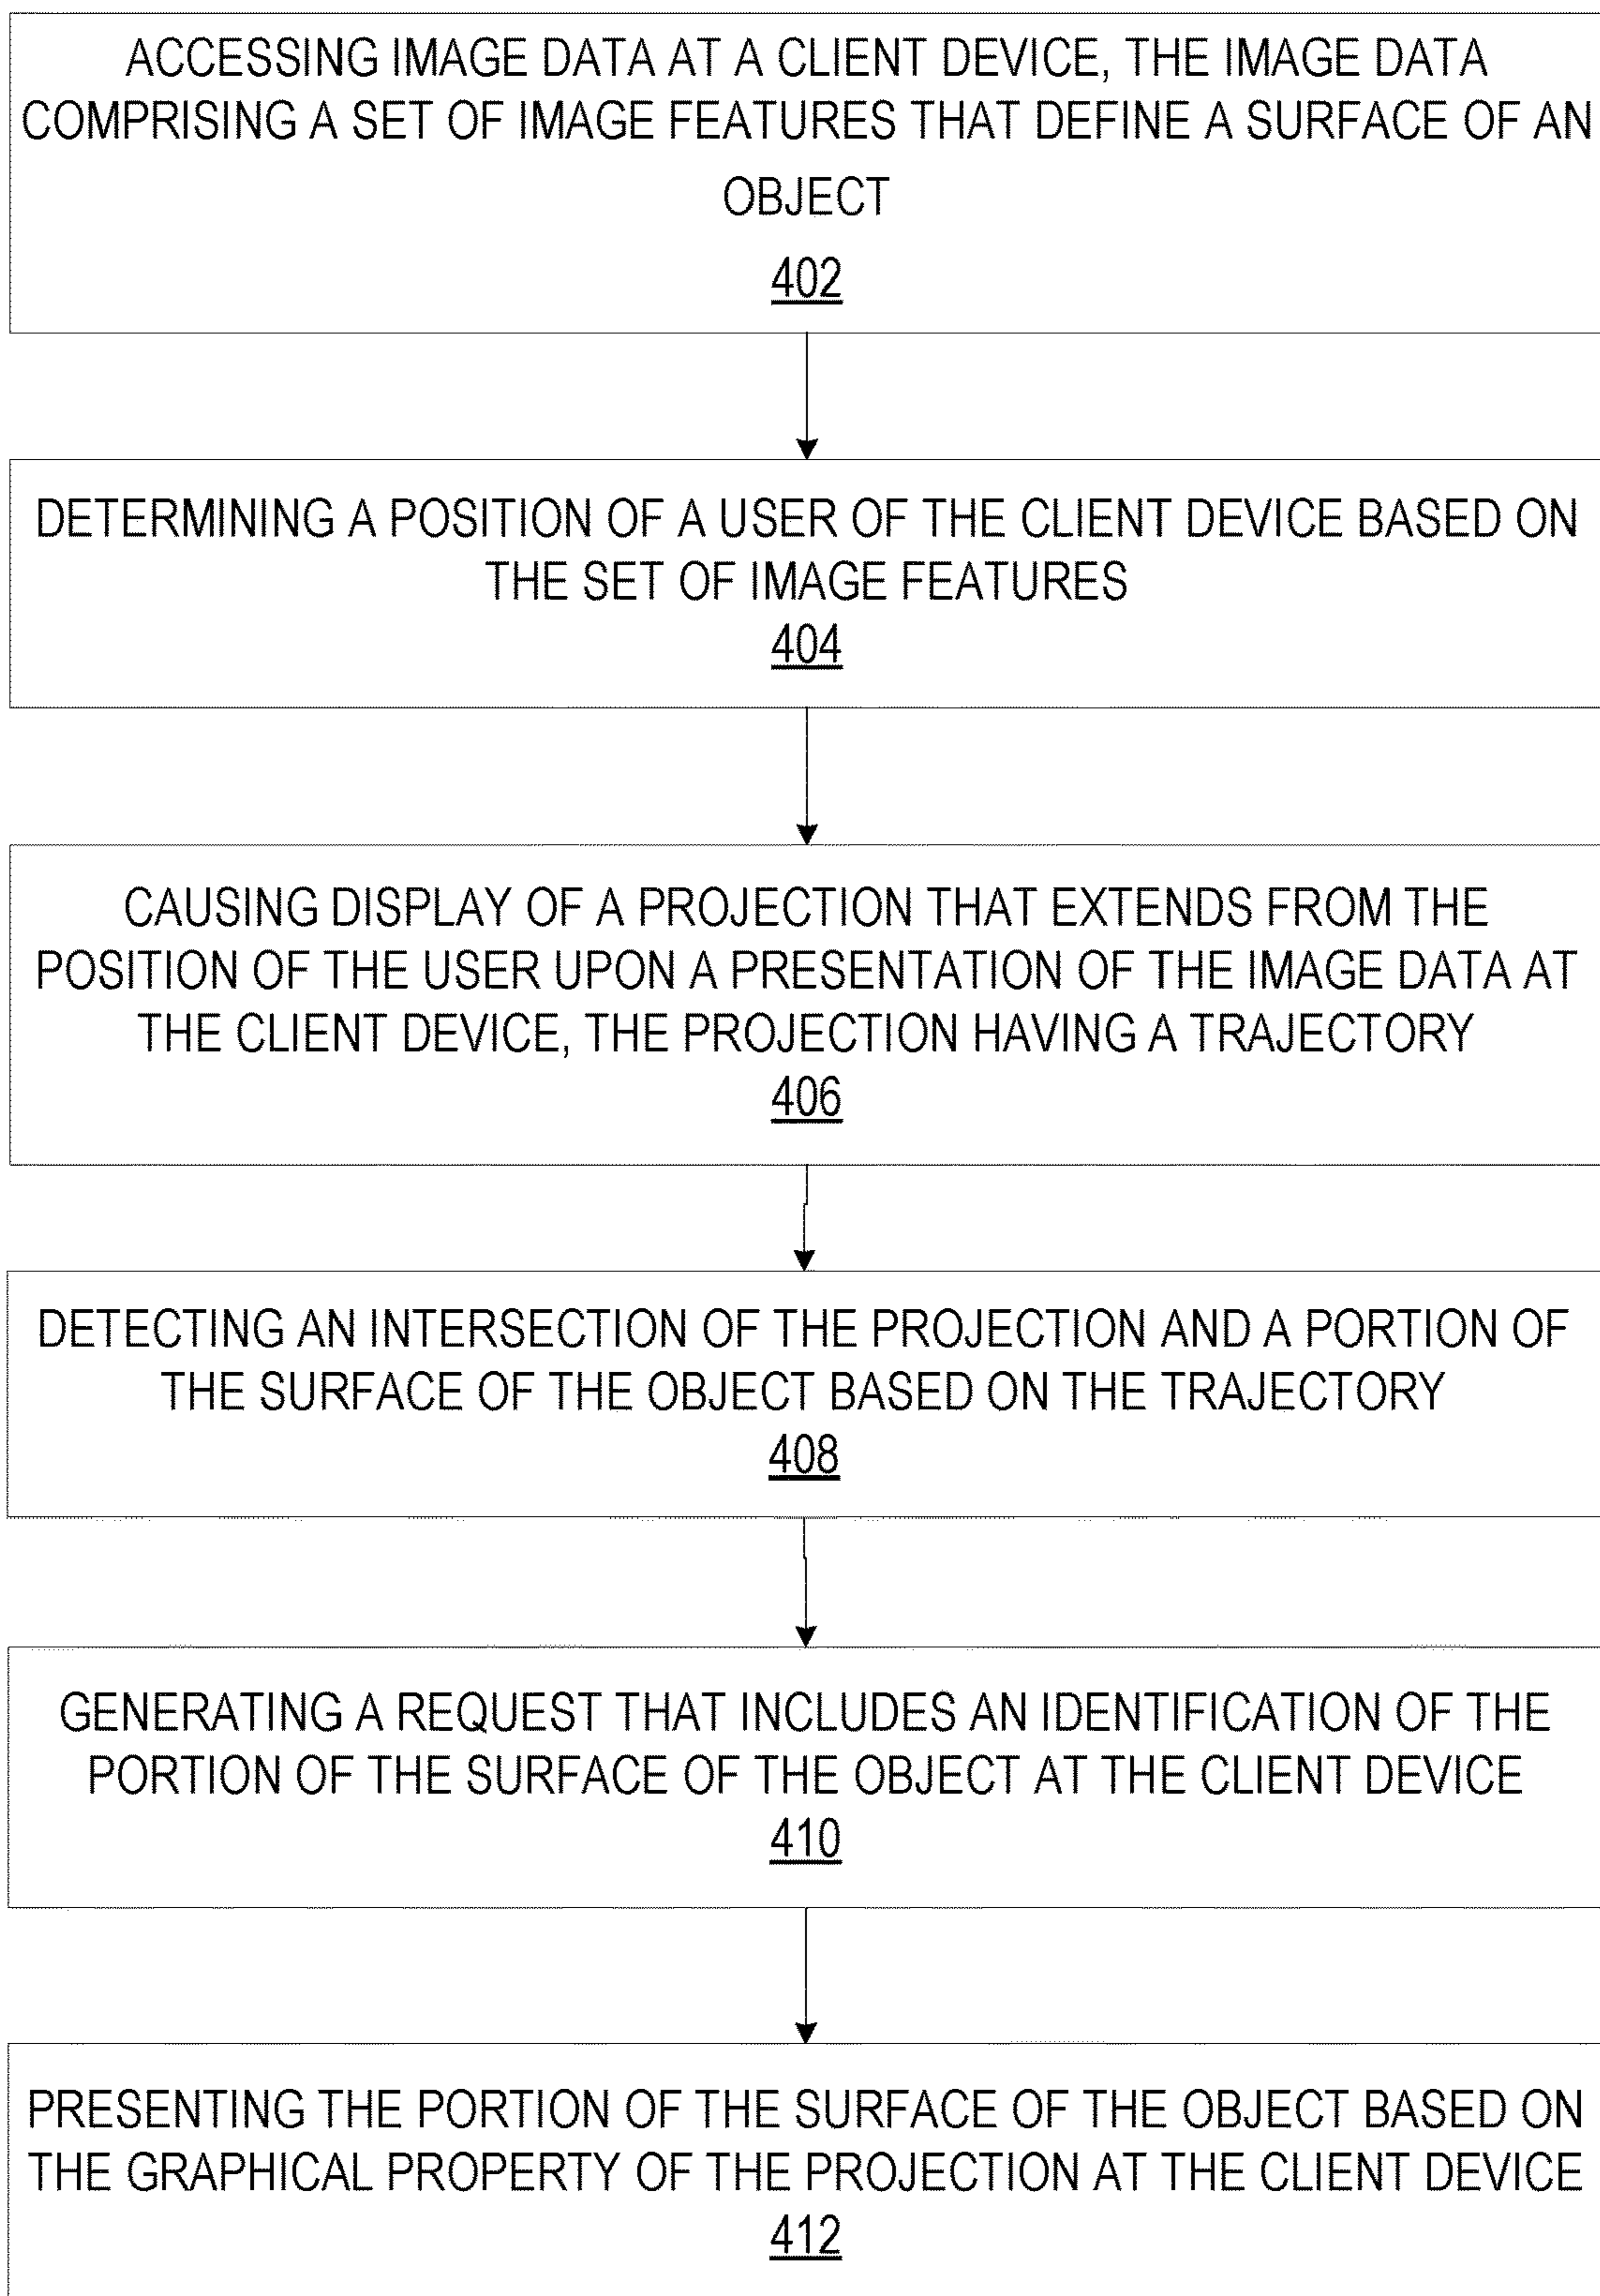 ACCESSING IMAGE DATA AT A CLIENT DEVICE, THE IMAGE DATA
COMPRISING A SET OF IMAGE FEATURES THAT DEFINE A SURFACE OF AN
OBJECT
402
DETERMINING A POSITION OF A USER OF THE CLIENT DEVICE BASED ON
THE SET OF IMAGE FEATURES
404
CAUSING DISPLAY OF A PROJECTION THAT EXTENDS FROM THE
POSITION OF THE USER UPON A PRESENTATION OF THE IMAGE DATA AT
THE CLIENT DEVICE, THE PROJECTION HAVING A TRAJECTORY
406
DETECTING AN INTERSECTION OF THE PROJECTION AND A PORTION OF
THE SURFACE OF THE OBJECT BASED ON THE TRAJECTORY
408
GENERATING A REQUEST THAT INCLUDES AN IDENTIFICATION OF THE
PORTION OF THE SURFACE OF THE OBJECT AT THE CLIENT DEVICE
410
PRESENTING THE PORTION OF THE SURFACE OF THE OBJECT BASED ON
THE GRAPHICAL PROPERTY OF THE PROJECTION AT THE CLIENT DEVICE
412